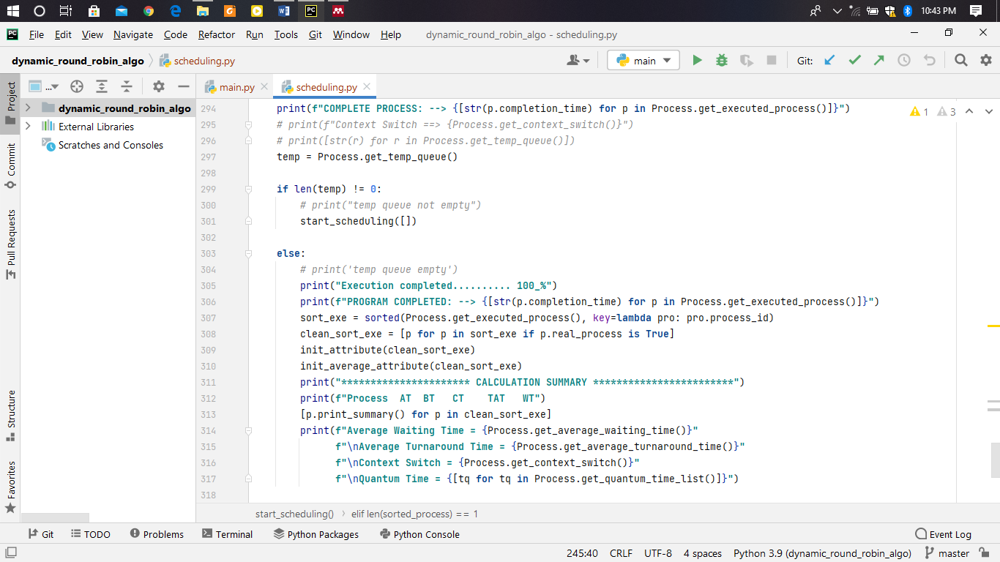 10:43 PM
File Edit View Navigate Code Refactor Run Tools Git Window Help dynamic_round_robin_algo - scheduling.py
dynamic_round_robin_algo scheduling.py main Git:
... main.py scheduling.py
Project
Commit
Pull Requests
Structure
Favorites
dynamic_round_robin_algo
External Libraries
Scratches and Consoles
1 3
294 print(f"COMPLETE PROCESS: --> {[str(p.completion_time) for p in Process.get_executed_process()]}")
295 # print(f"Context Switch ==> {Process.get_context_switch()}")
296 # print([str(r) for r in Process.get_temp_queue()])
297 temp = Process.get_temp_queue()
298
299 if len(temp) != 0:
300 # print("temp queue not empty")
301 start_scheduling([])
302
303 else:
304 # print('temp queue empty')
305 print("Execution completed.......... 100_%")
306 print(f"PROGRAM COMPLETED: --> {[str(p.completion_time) for p in Process.get_executed_process()]}")
307 sort_exe = sorted(Process.get_executed_process(), key=lambda pro: pro.process_id)
308 clean_sort_exe = [p for p in sort_exe if p.real_process is True]
309 init_attribute(clean_sort_exe)
310 init_average_attribute(clean_sort_exe)
311 print("********************** CALCULATION SUMMARY ************************")
312 print(f"Process  AT  BT   CT    TAT   WT")
313 [p.print_summary() for p in clean_sort_exe]
314 print(f"Average Waiting Time = {Process.get_average_waiting_time()}"
315 f"\nAverage Turnaround Time = {Process.get_average_turnaround_time()}"
316 f"\nContext Switch = {Process.get_context_switch()}"
317 f"\nQuantum Time = {[tq for tq in Process.get_quantum_time_list()]}")
318
start_scheduling() elif len(sorted_process) == 1
Git TODO Problems Terminal Python Packages Python Console Event Log
245:40 CRLF UTF-8 4 spaces Python 3.9 (dynamic_round_robin_algo) master